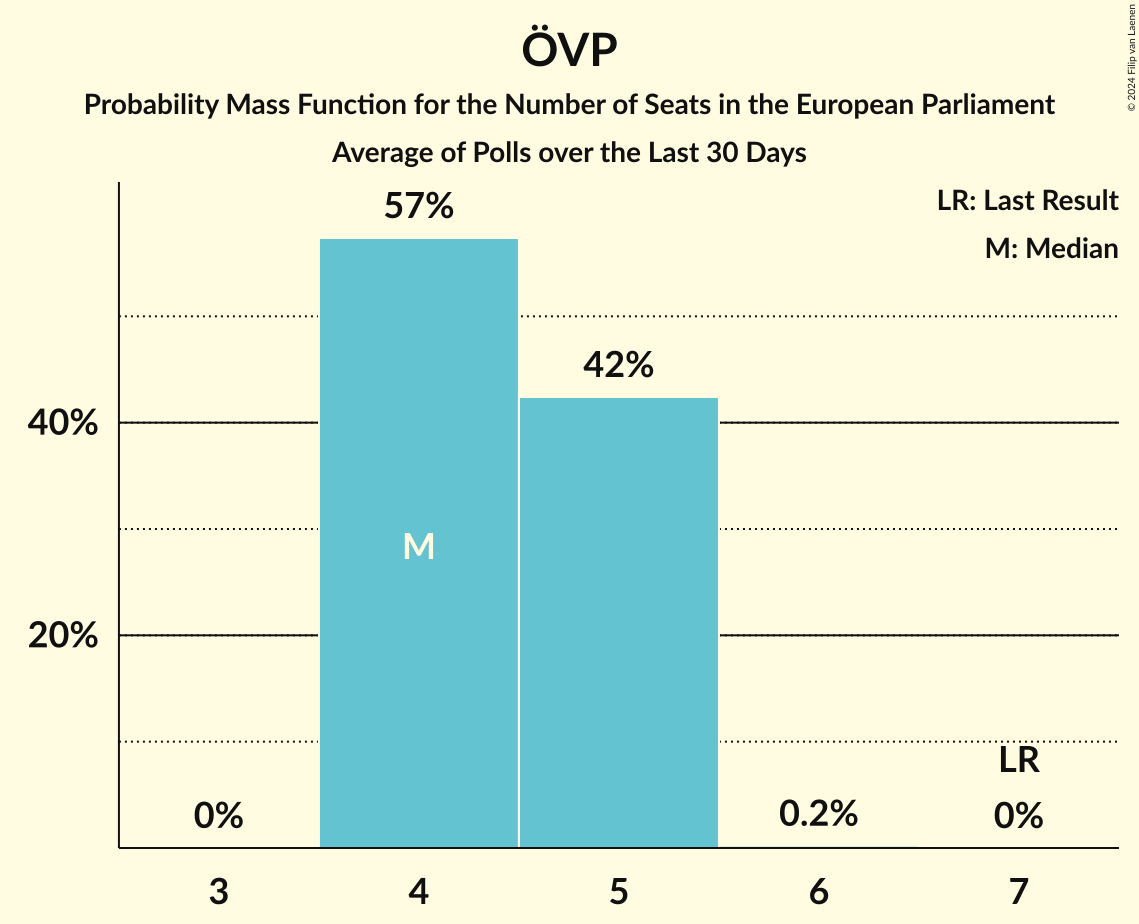 ÖVP
Probability Mass Function for the Number of Seats in the European Parliament
Average of Polls over the Last 30 Days
© 2024 Filip van Laenen
LR: Last Result
M: Median
57%
42%
40%
M
20%
LR
0%
0.2%
0%
3 4 5 6 7